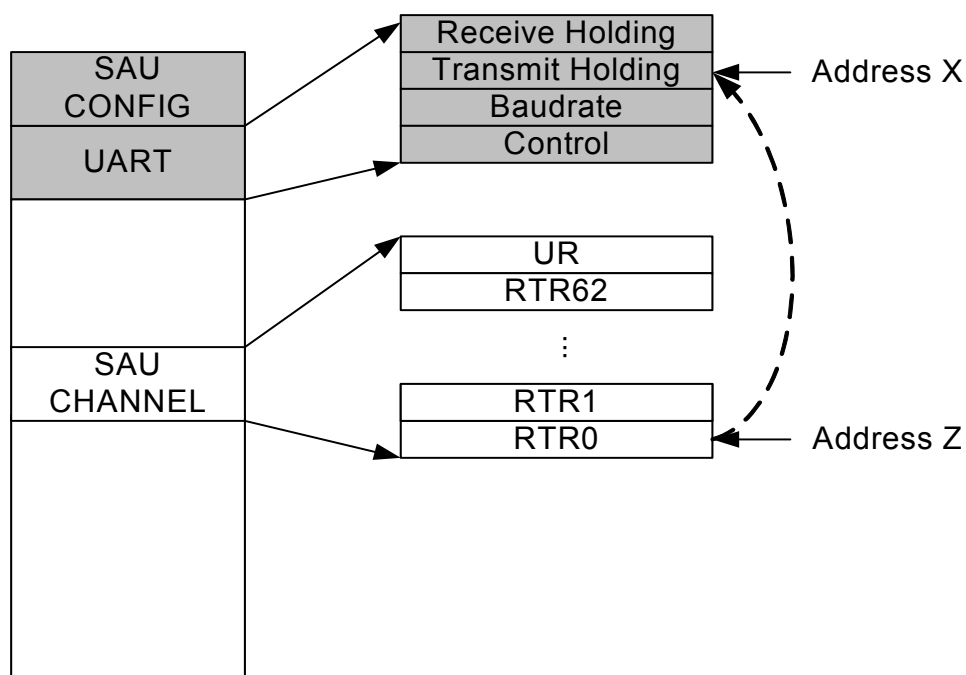 SAU
CONFIG
UART
SAU
CHANNEL
Receive Holding
Transmit Holding
Baudrate
Control
UR
RTR62
...
RTR1
RTR0
Address X
Address Z